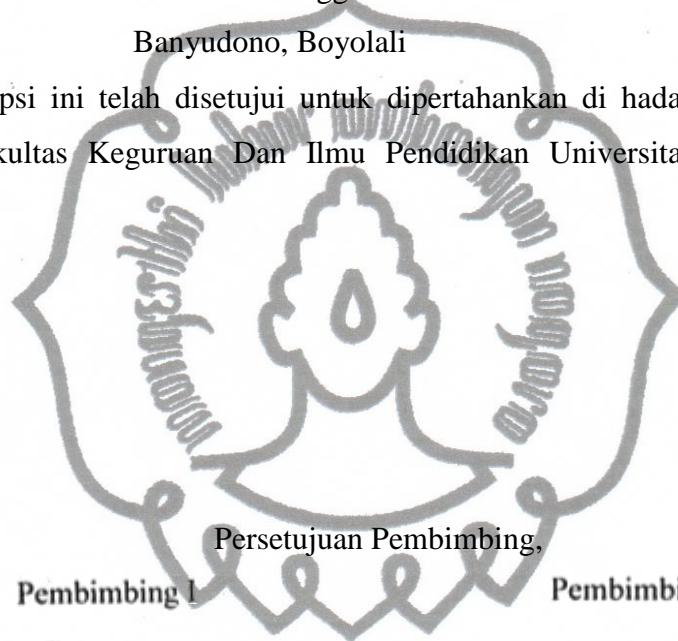 Banyudono, Boyolali
psi ini telah disetujui untuk dipertahankan di hada
kultas Keguruan Dan Ilmu Pendidikan Universita
Persetujuan Pembimbing,
Pembimbing I
Pembimbi